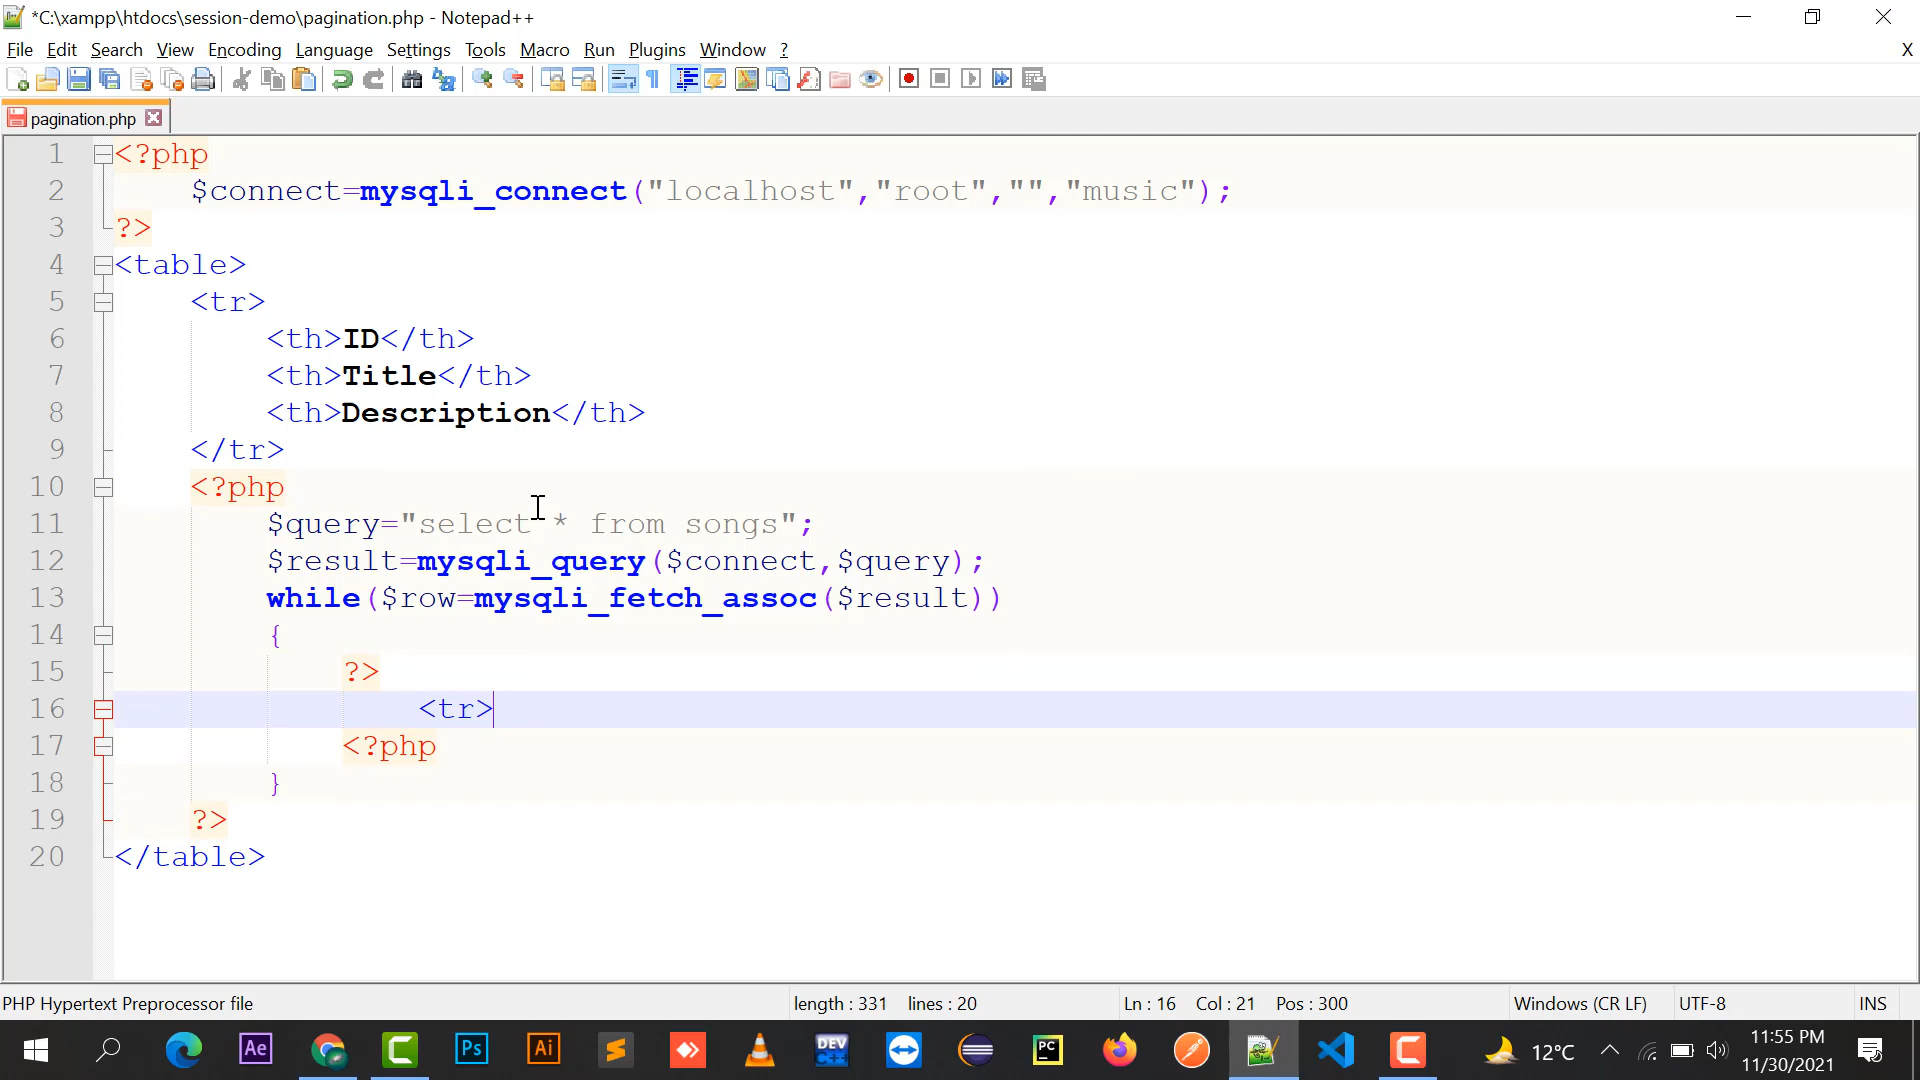 *C:\xampp\htdocs\session-demo\pagination.php - Notepad++
File Edit Search View Encoding Language Settings Tools Macro Run Plugins Window ? X
pagination.php
1 <?php
2 $connect=mysqli_connect("localhost","root","","music");
3 ?>
4 <table>
5 <tr>
6 <th>ID</th>
7 <th>Title</th>
8 <th>Description</th>
9 </tr>
10 <?php
11 $query="select * from songs";
12 $result=mysqli_query($connect,$query);
13 while($row=mysqli_fetch_assoc($result))
14 {
15 ?>
16 <tr>
17 <?php
18 }
19 ?>
20 </table>
PHP Hypertext Preprocessor file length : 331 lines : 20 Ln : 16 Col : 21 Pos : 300 Windows (CR LF) UTF-8 INS
Ae Ps Ai DEV C++ PC 12°C 11:55 PM
11/30/2021